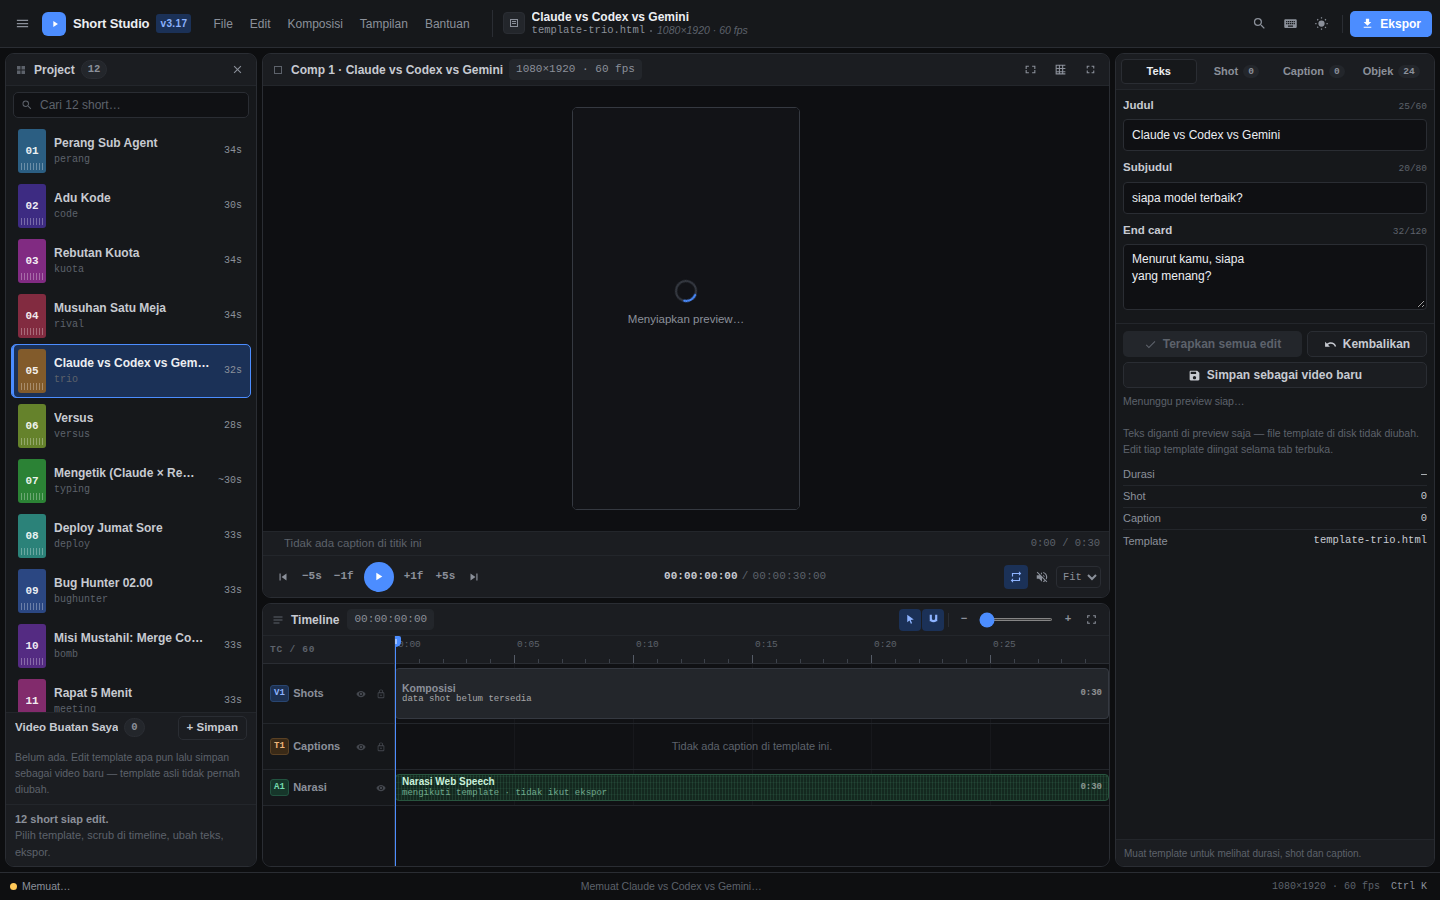 Short Studio v3.17 File Edit Komposisi Tampilan Bantuan
Claude vs Codex vs Gemini
template-trio.html · 1080×1920 · 60 fps
Ekspor
Project 12
Cari 12 short…
01 Perang Sub Agent 34s
perang
02 Adu Kode 30s
code
03 Rebutan Kuota 34s
kuota
04 Musuhan Satu Meja 34s
rival
05 Claude vs Codex vs Gem… 32s
trio
06 Versus 28s
versus
07 Mengetik (Claude × Re… ~30s
typing
08 Deploy Jumat Sore 33s
deploy
09 Bug Hunter 02.00 33s
bughunter
10 Misi Mustahil: Merge Co… 33s
bomb
11 Rapat 5 Menit 33s
meeting
Video Buatan Saya 0 + Simpan
Belum ada. Edit template apa pun lalu simpan
sebagai video baru — template asli tidak pernah
diubah.
12 short siap edit.
Pilih template, scrub di timeline, ubah teks,
ekspor.
Comp 1 · Claude vs Codex vs Gemini 1080×1920 · 60 fps
Menyiapkan preview…
Tidak ada caption di titik ini 0:00 / 0:30
−5s −1f +1f +5s 00:00:00:00 / 00:00:30:00 Fit
Timeline 00:00:00:00 − +
TC / 60 0:00 0:05 0:10 0:15 0:20 0:25
V1 Shots
Komposisi
data shot belum tersedia 0:30
T1 Captions
Tidak ada caption di template ini.
A1 Narasi
Narasi Web Speech
mengikuti template · tidak ikut ekspor 0:30
Teks Shot 0 Caption 0 Objek 24
Judul 25/60
Claude vs Codex vs Gemini
Subjudul 20/80
siapa model terbaik?
End card 32/120
Menurut kamu, siapa
yang menang?
Terapkan semua edit Kembalikan
Simpan sebagai video baru
Menunggu preview siap…
Teks diganti di preview saja — file template di disk tidak diubah.
Edit tiap template diingat selama tab terbuka.
Durasi –
Shot 0
Caption 0
Template template-trio.html
Muat template untuk melihat durasi, shot dan caption.
Memuat… Memuat Claude vs Codex vs Gemini… 1080×1920 · 60 fps Ctrl K